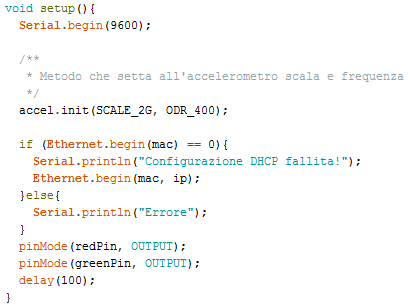 void setup(){
  Serial.begin(9600);

  /**
   * Metodo che setta all'accelerometro scala e frequenza
   */
  accel.init(SCALE_2G, ODR_400);

  if (Ethernet.begin(mac) == 0){
    Serial.println("Configurazione DHCP fallita!");
    Ethernet.begin(mac, ip);
  }else{
    Serial.println("Errore");
  }
  pinMode(redPin, OUTPUT);
  pinMode(greenPin, OUTPUT);
  delay(100);
}